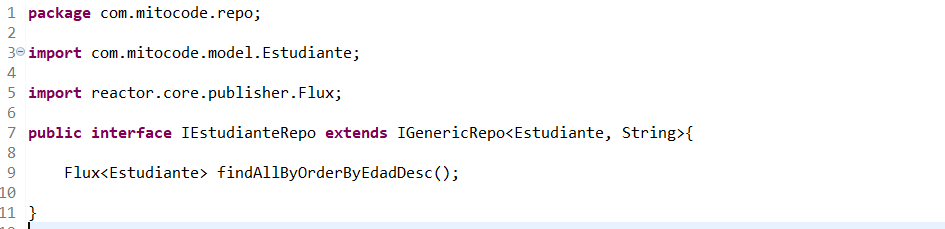 1 package com.mitocode.repo;
2
3 import com.mitocode.model.Estudiante;
4
5 import reactor.core.publisher.Flux;
6
7 public interface IEstudianteRepo extends IGenericRepo<Estudiante, String>{
8
9 Flux<Estudiante> findAllByOrderByEdadDesc();
10
11 }